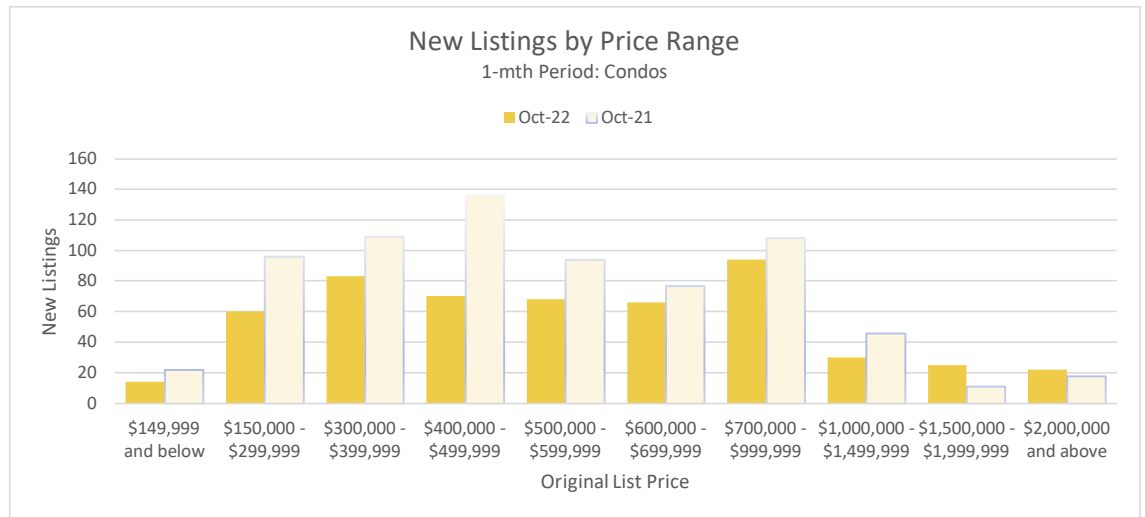 New Listings by Price Range
1-mth Period: Condos
Oct-22 Oct-21
New Listings
160
140
120
100
80
60
40
20
0
$149,999 and below
$150,000 - $299,999
$300,000 - $399,999
$400,000 - $499,999
$500,000 - $599,999
$600,000 - $699,999
$700,000 - $999,999
$1,000,000 - $1,499,999
$1,500,000 - $1,999,999
$2,000,000 and above
Original List Price